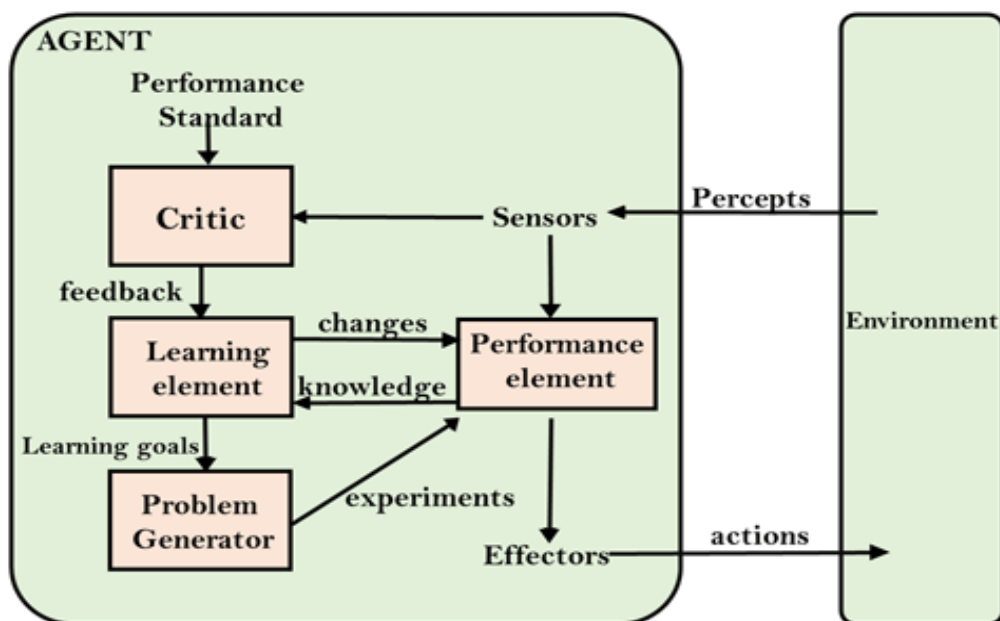 AGENT
Performance
Standard
Critic
Sensors
Percepts
feedback
changes
Environment
Learning
element
Performance
element
knowledge
Learning goals
Problem
Generator
experiments
Effectors
actions